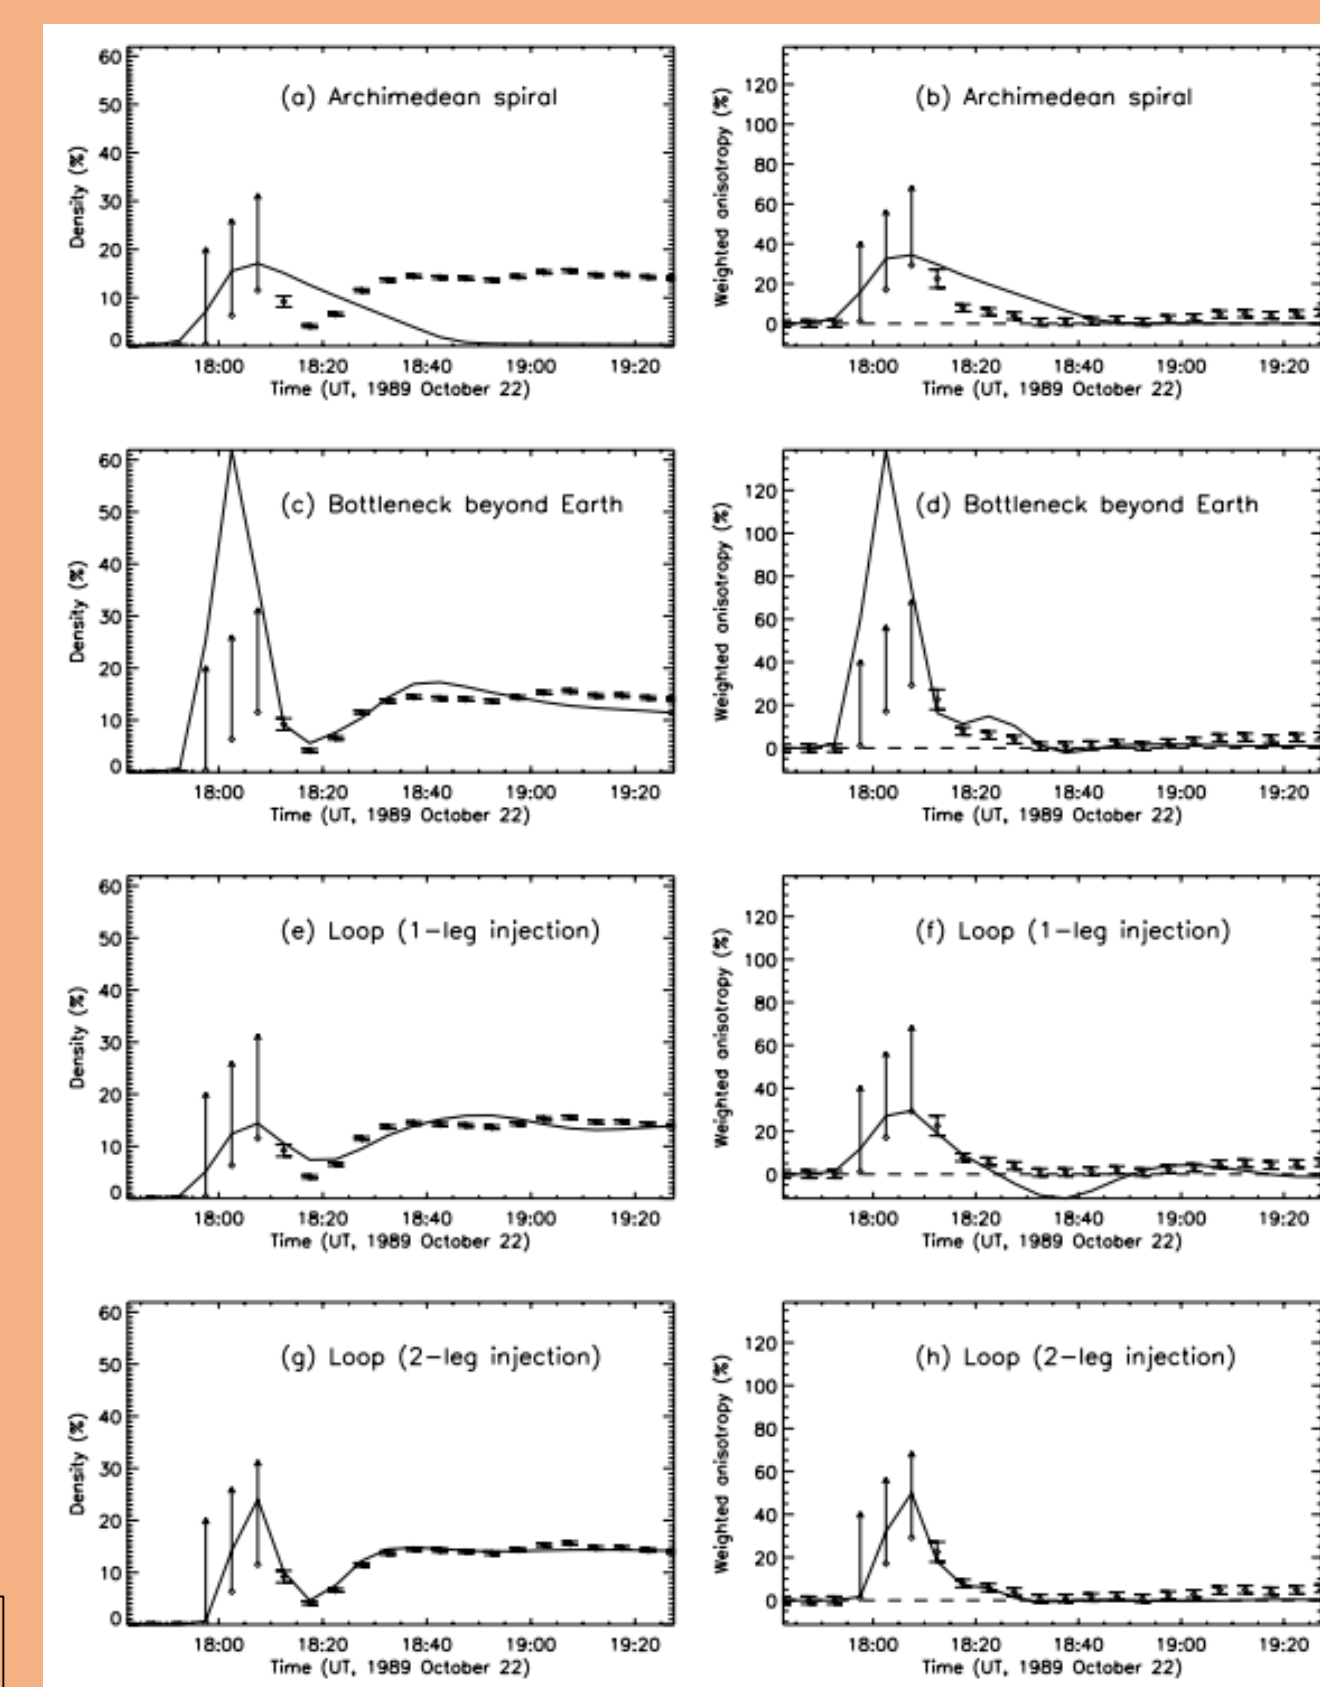 (a) Archimedean spiral
Density (%)
60
50
40
30
20
10
0
18:00 18:20 18:40 19:00 19:20
Time (UT, 1989 October 22)
(b) Archimedean spiral
Weighted anisotropy (%)
120
100
80
60
40
20
0
18:00 18:20 18:40 19:00 19:20
Time (UT, 1989 October 22)
(c) Bottleneck beyond Earth
Density (%)
60
50
40
30
20
10
0
18:00 18:20 18:40 19:00 19:20
Time (UT, 1989 October 22)
(d) Bottleneck beyond Earth
Weighted anisotropy (%)
120
100
80
60
40
20
0
18:00 18:20 18:40 19:00 19:20
Time (UT, 1989 October 22)
(e) Loop (1-leg injection)
Density (%)
60
50
40
30
20
10
0
18:00 18:20 18:40 19:00 19:20
Time (UT, 1989 October 22)
(f) Loop (1-leg injection)
Weighted anisotropy (%)
120
100
80
60
40
20
0
18:00 18:20 18:40 19:00 19:20
Time (UT, 1989 October 22)
(g) Loop (2-leg injection)
Density (%)
60
50
40
30
20
10
0
18:00 18:20 18:40 19:00 19:20
Time (UT, 1989 October 22)
(h) Loop (2-leg injection)
Weighted anisotropy (%)
120
100
80
60
40
20
0
18:00 18:20 18:40 19:00 19:20
Time (UT, 1989 October 22)